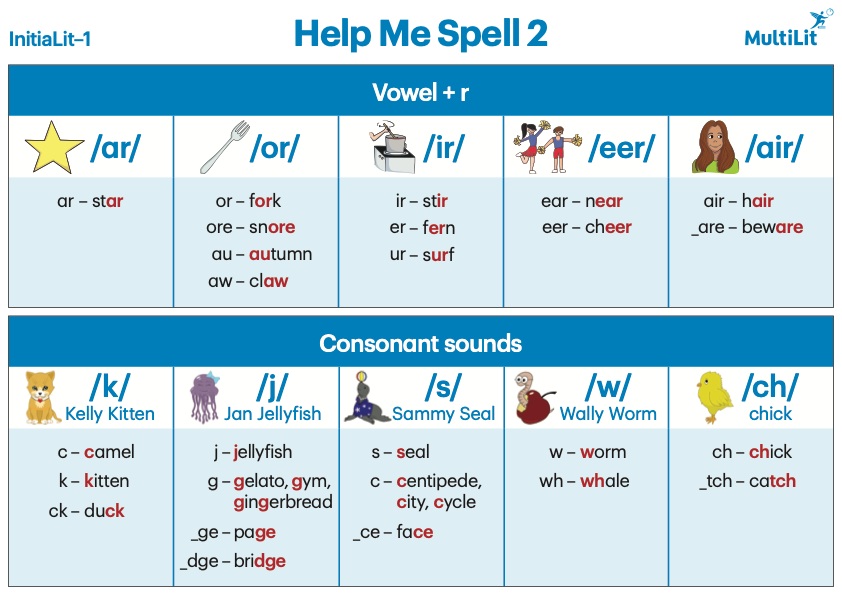 InitiaLit–1
Help Me Spell 2
MultiLit
Vowel + r
/ar/
/or/
/ir/
/eer/
/air/
ar – star
or – fork
ore – snore
au – autumn
aw – claw
ir – stir
er – fern
ur – surf
ear – near
eer – cheer
air – hair
_are – beware
Consonant sounds
/k/
Kelly Kitten
/j/
Jan Jellyfish
/s/
Sammy Seal
/w/
Wally Worm
/ch/
chick
c – camel
k – kitten
ck – duck
j – jellyfish
g – gelato, gym,
gingerbread
_ge – page
_dge – bridge
s – seal
c – centipede,
city, cycle
_ce – face
w – worm
wh – whale
ch – chick
_tch – catch